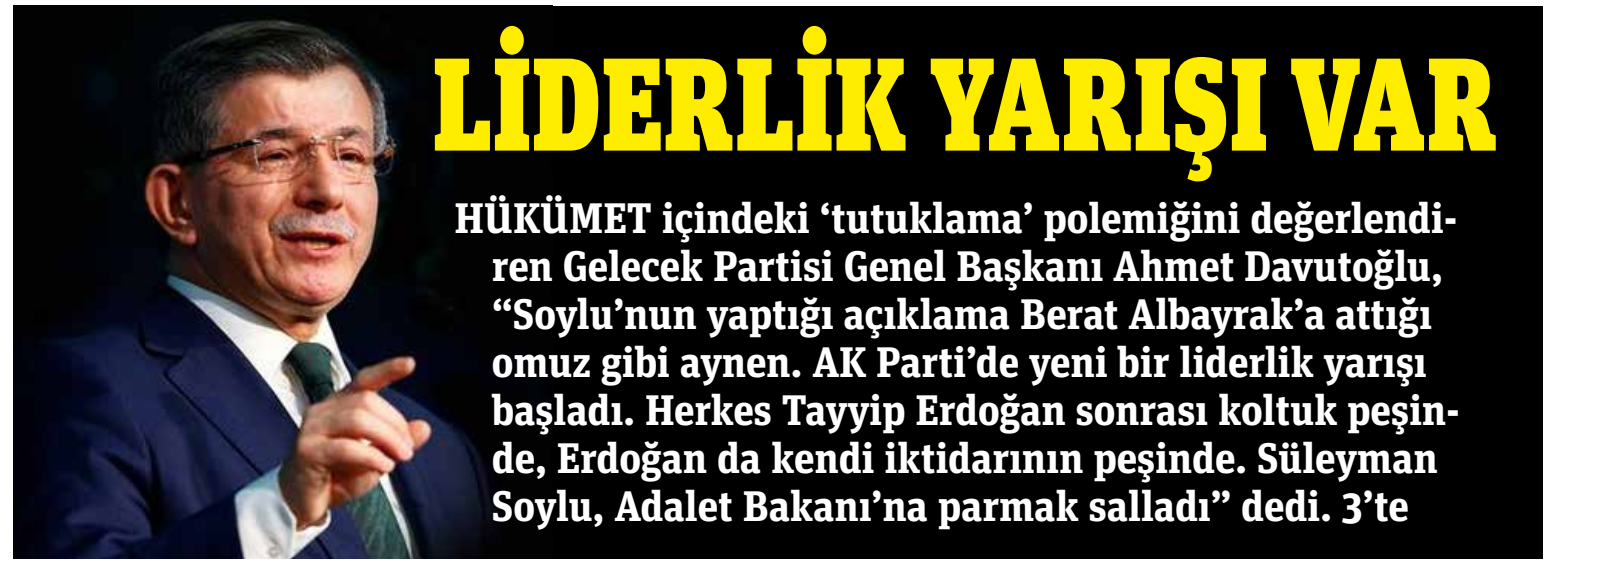 LİDERLİK YARIŞI VAR
HÜKÜMET içindeki ‘tutuklama’ polemiğini değerlendi-
ren Gelecek Partisi Genel Başkanı Ahmet Davutoğlu,
“Soylu’nun yaptığı açıklama Berat Albayrak’a attığı
omuz gibi aynen. AK Parti’de yeni bir liderlik yarışı
başladı. Herkes Tayyip Erdoğan sonrası koltuk peşin-
de, Erdoğan da kendi iktidarının peşinde. Süleyman
Soylu, Adalet Bakanı’na parmak salladı” dedi. 3’te